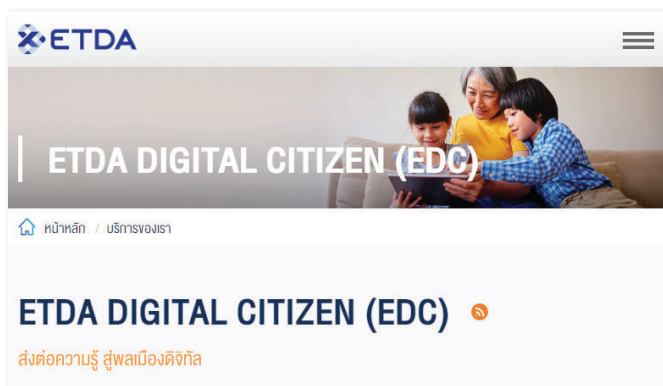 ETDA
ETDA DIGITAL CITIZEN (EDC)
หน้าหลัก / บริการของเรา
ETDA DIGITAL CITIZEN (EDC)
ส่งต่อความรู้ สู่พลเมืองดิจิทัล